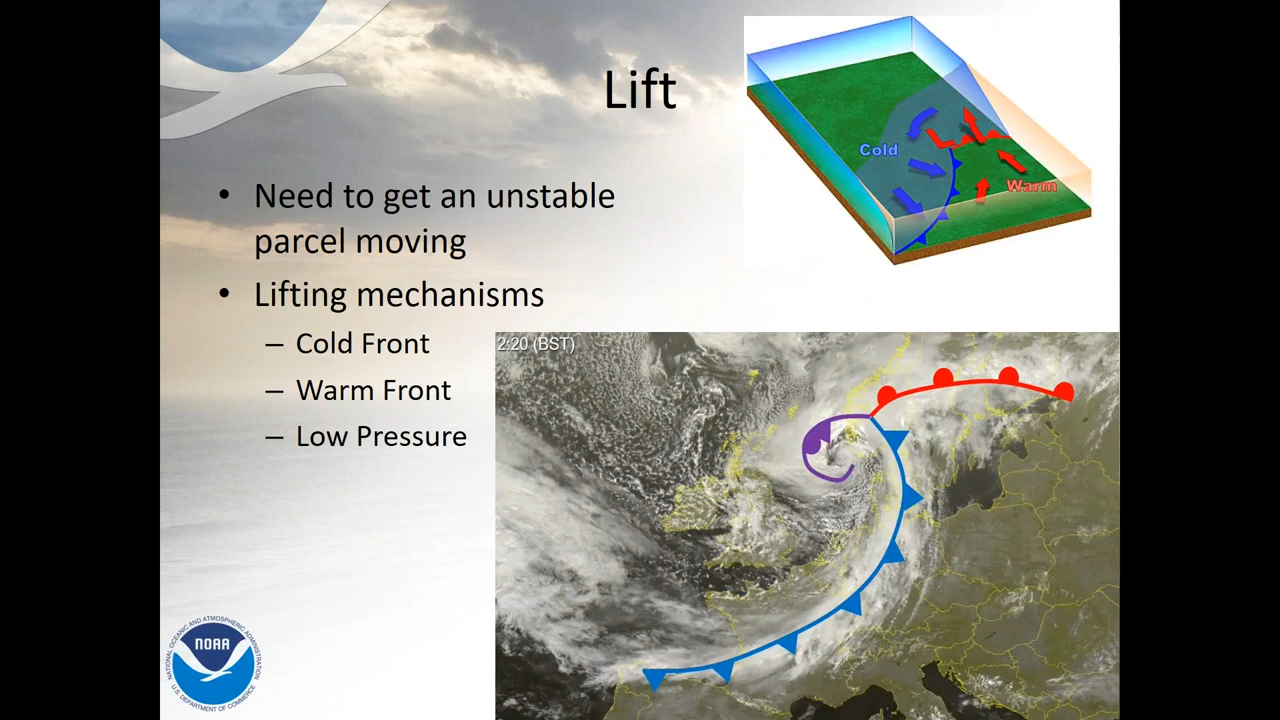 Lift
Cold
Warm
• Need to get an unstable
parcel moving
• Lifting mechanisms
– Cold Front
– Warm Front
– Low Pressure
2:20 (BST)
NATIONAL OCEANIC AND ATMOSPHERIC ADMINISTRATION
NOAA
U.S. DEPARTMENT OF COMMERCE